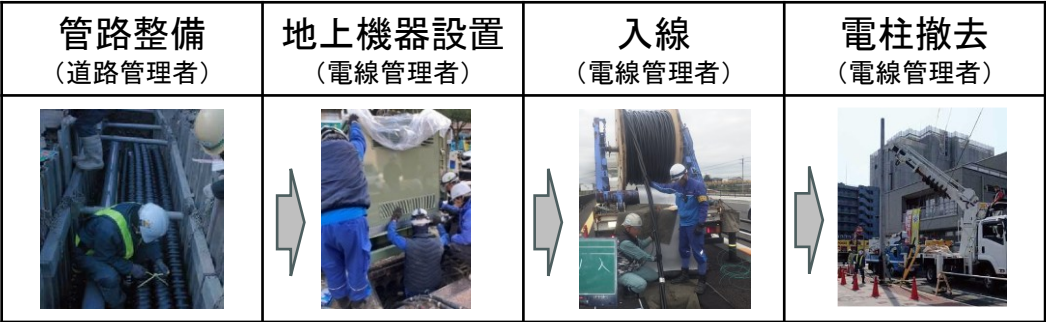 管路整備
（道路管理者）
地上機器設置
（電線管理者）
入線
（電線管理者）
電柱撤去
（電線管理者）
入